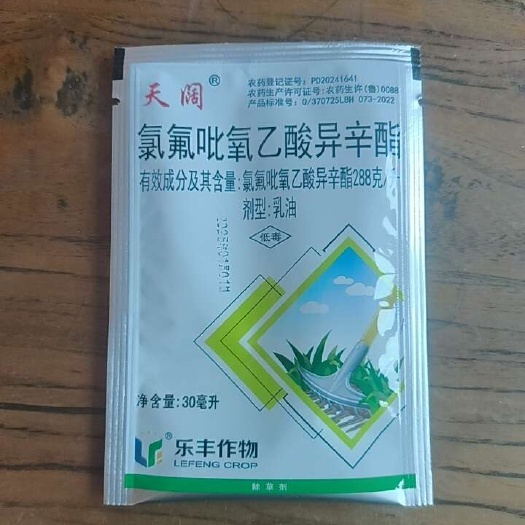 天阔®
农药登记证号：PD20241641
农药生产许可证号：农药生许(鲁)0088
产品标准号：Q/370725LBH 073-2022
氯氟吡氧乙酸异辛酯
有效成分及其含量：氯氟吡氧乙酸异辛酯288克/升
剂型：乳油
低毒
净含量：30毫升
®
乐丰作物
LEFENG CROP
除草剂